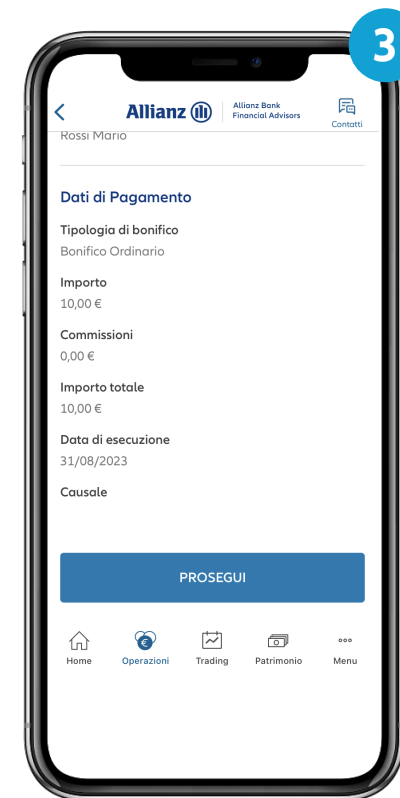 3
Allianz
Allianz Bank
Financial Advisors
Contatti
Rossi Mario
Dati di Pagamento
Tipologia di bonifico
Bonifico Ordinario
Importo
10,00 €
Commissioni
0,00 €
Importo totale
10,00 €
Data di esecuzione
31/08/2023
Causale
PROSEGUI
Home Operazioni Trading Patrimonio Menu